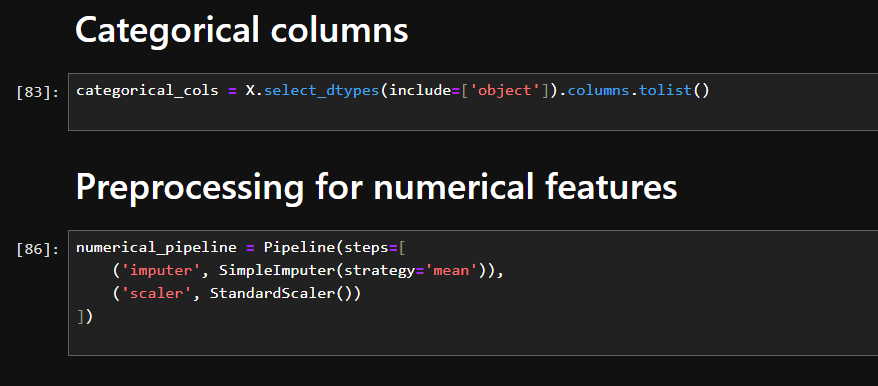 Categorical columns
[83]: categorical_cols = X.select_dtypes(include=['object']).columns.tolist()
Preprocessing for numerical features
[86]: numerical_pipeline = Pipeline(steps=[
    ('imputer', SimpleImputer(strategy='mean')),
    ('scaler', StandardScaler())
])